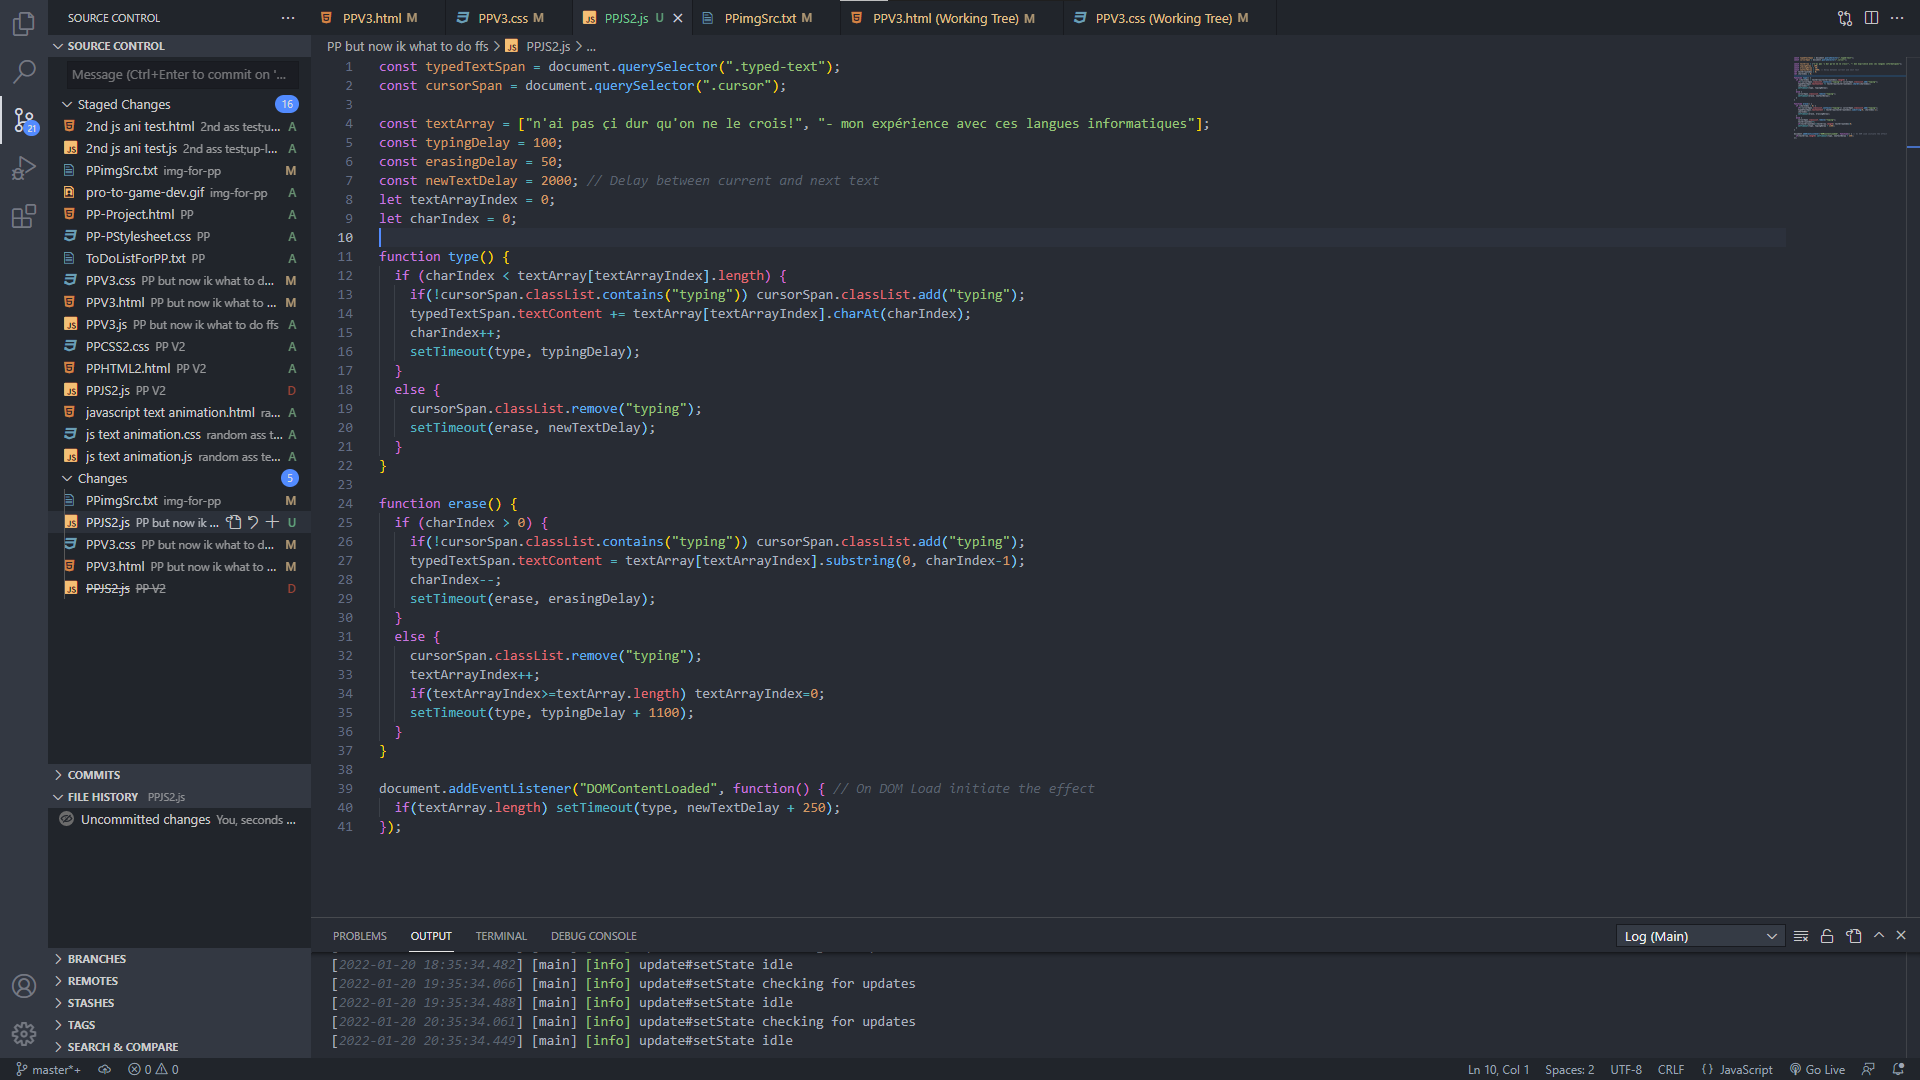 SOURCE CONTROL
SOURCE CONTROL
Message (Ctrl+Enter to commit on '...
Staged Changes 16
2nd js ani test.html 2nd ass test;u... A
2nd js ani test.js 2nd ass test;up-l... A
PPimgSrc.txt img-for-pp M
pro-to-game-dev.gif img-for-pp A
PP-Project.html PP A
PP-PStylesheet.css PP A
ToDoListForPP.txt PP A
PPV3.css PP but now ik what to d... M
PPV3.html PP but now ik what to ... M
PPV3.js PP but now ik what to do ffs A
PPCSS2.css PP V2 A
PPHTML2.html PP V2 A
PPJS2.js PP V2 D
javascript text animation.html ra... A
js text animation.css random ass t... A
js text animation.js random ass te... A
Changes 5
PPimgSrc.txt img-for-pp M
PPJS2.js PP but now ik ... U
PPV3.css PP but now ik what to d... M
PPV3.html PP but now ik what to ... M
PPJS2.js PP V2 D
COMMITS
FILE HISTORY PPJS2.js
Uncommitted changes You, seconds ...
BRANCHES
REMOTES
STASHES
TAGS
SEARCH & COMPARE
21
PPV3.html M PPV3.css M PPJS2.js U PPimgSrc.txt M PPV3.html (Working Tree) M PPV3.css (Working Tree) M
PP but now ik what to do ffs > PPJS2.js > ...
1 const typedTextSpan = document.querySelector(".typed-text");
2 const cursorSpan = document.querySelector(".cursor");
3
4 const textArray = ["n'ai pas çi dur qu'on ne le crois!", "- mon expérience avec ces langues informatiques"];
5 const typingDelay = 100;
6 const erasingDelay = 50;
7 const newTextDelay = 2000; // Delay between current and next text
8 let textArrayIndex = 0;
9 let charIndex = 0;
10
11 function type() {
12 if (charIndex < textArray[textArrayIndex].length) {
13 if(!cursorSpan.classList.contains("typing")) cursorSpan.classList.add("typing");
14 typedTextSpan.textContent += textArray[textArrayIndex].charAt(charIndex);
15 charIndex++;
16 setTimeout(type, typingDelay);
17 }
18 else {
19 cursorSpan.classList.remove("typing");
20 setTimeout(erase, newTextDelay);
21 }
22 }
23
24 function erase() {
25 if (charIndex > 0) {
26 if(!cursorSpan.classList.contains("typing")) cursorSpan.classList.add("typing");
27 typedTextSpan.textContent = textArray[textArrayIndex].substring(0, charIndex-1);
28 charIndex--;
29 setTimeout(erase, erasingDelay);
30 }
31 else {
32 cursorSpan.classList.remove("typing");
33 textArrayIndex++;
34 if(textArrayIndex>=textArray.length) textArrayIndex=0;
35 setTimeout(type, typingDelay + 1100);
36 }
37 }
38
39 document.addEventListener("DOMContentLoaded", function() { // On DOM Load initiate the effect
40 if(textArray.length) setTimeout(type, newTextDelay + 250);
41 });
PROBLEMS OUTPUT TERMINAL DEBUG CONSOLE Log (Main)
[2022-01-20 18:35:34.482] [main] [info] update#setState idle
[2022-01-20 19:35:34.066] [main] [info] update#setState checking for updates
[2022-01-20 19:35:34.488] [main] [info] update#setState idle
[2022-01-20 20:35:34.061] [main] [info] update#setState checking for updates
[2022-01-20 20:35:34.449] [main] [info] update#setState idle
master*+ 0 0 Ln 10, Col 1 Spaces: 2 UTF-8 CRLF {} JavaScript Go Live